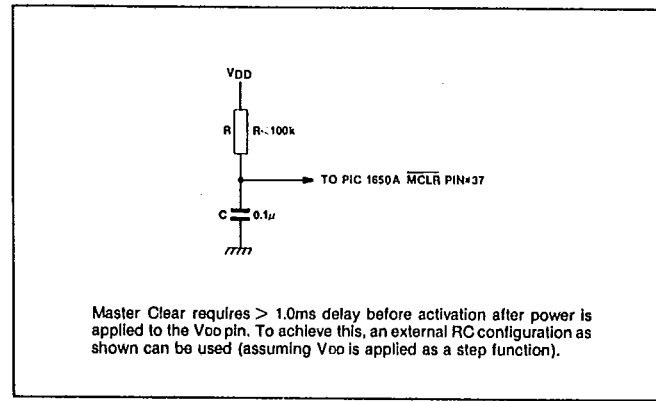 VDD
R R<100k
TO PIC 1650A MCLR PIN#37
C 0.1μ
Master Clear requires > 1.0ms delay before activation after power is
applied to the VDD pin. To achieve this, an external RC configuration as
shown can be used (assuming VDD is applied as a step function).